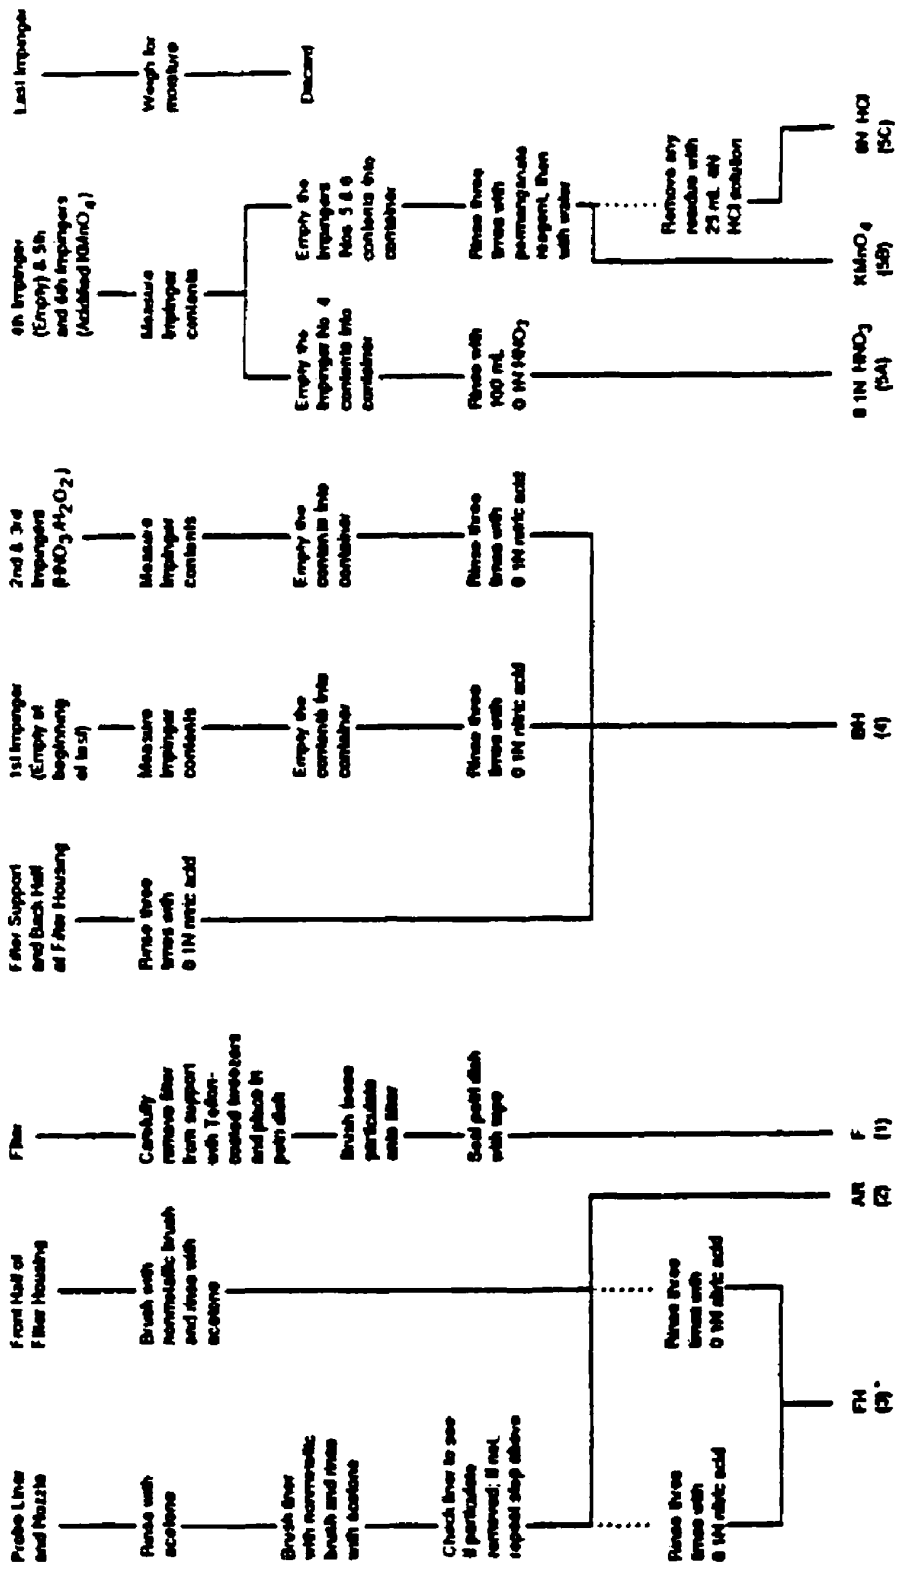 Probe Liner
and Nozzle
Rinse with
acetone
Brush liner
with nonmetallic
brush and rinse
with acetone
Check liner to see
if particulate
removed; if not,
repeat step above
Rinse three
times with
0.1N nitric acid
FH
(3)*
Front Half of
Filter Housing
Brush with
nonmetallic brush
and rinse with
acetone
Rinse three
times with
0.1N nitric acid
AR
(2)
Filter
Carefully
remove filter
from support
with Teflon-
coated tweezers
and place in
petri dish
Brush loose
particulate
onto filter
Seal petri dish
with tape
F
(1)
Filter Support
and Back Half
of Filter Housing
Rinse three
times with
0.1N nitric acid
1st Impinger
(Empty at
beginning
of test)
Measure
impinger
contents
Empty the
contents into
container
Rinse three
times with
0.1N nitric acid
BH
(4)
2nd & 3rd
Impingers
(HNO3/H2O2)
Measure
impinger
contents
Empty the
contents into
container
Rinse three
times with
0.1N nitric acid
4th Impinger
(Empty) & 5th
and 6th Impingers
(Acidified KMnO4)
Measure
impinger
contents
Empty the
Impinger No. 4
contents into
container
Rinse with
100 mL
0.1N HNO3
0.1N HNO3
(5A)
Empty the
Impingers
Nos. 5 & 6
contents into
container
Rinse three
times with
permanganate
reagent, then
with water
KMnO4
(5B)
Remove any
residue with
25 mL 8N
HCl solution
8N HCl
(5C)
Last Impinger
Weigh for
moisture
Discard